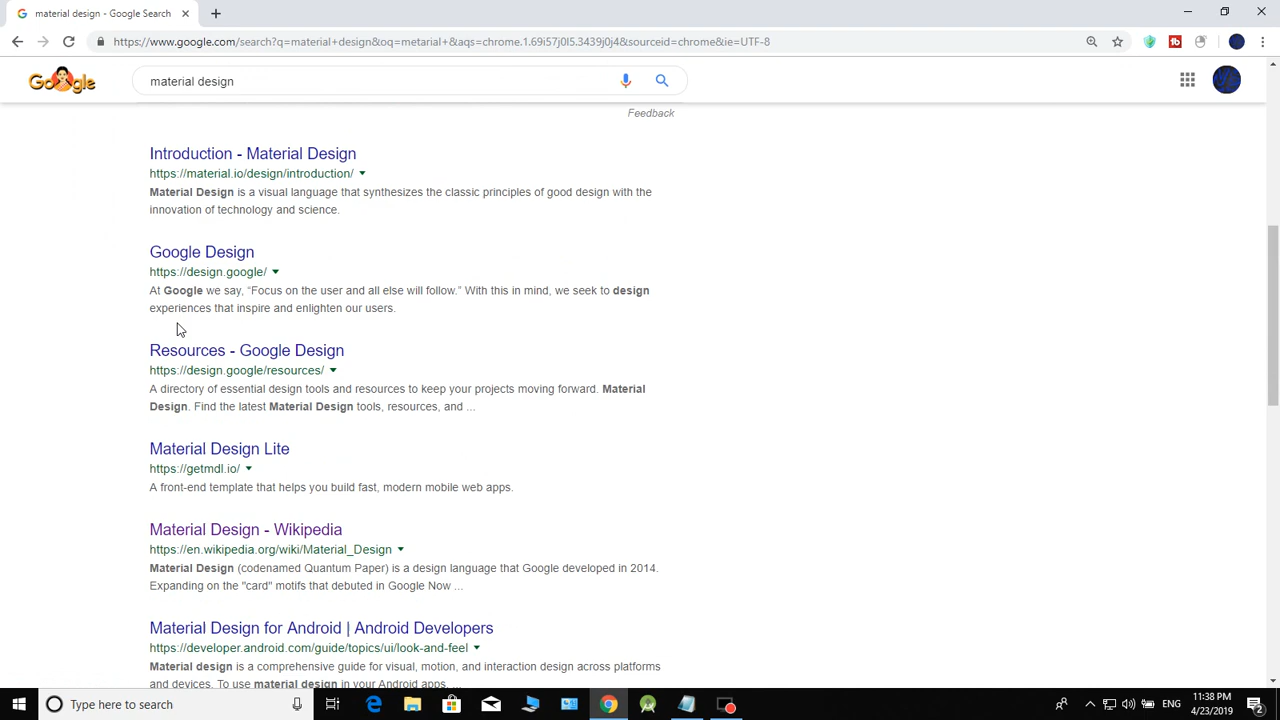 material design - Google Search
https://www.google.com/search?q=material+design&oq=metarial+&aqs=chrome.1.69i57j0l5.3439j0j4&sourceid=chrome&ie=UTF-8
Google
material design
Feedback
Introduction - Material Design
https://material.io/design/introduction/
Material Design is a visual language that synthesizes the classic principles of good design with the
innovation of technology and science.
Google Design
https://design.google/
At Google we say, “Focus on the user and all else will follow.” With this in mind, we seek to design
experiences that inspire and enlighten our users.
Resources - Google Design
https://design.google/resources/
A directory of essential design tools and resources to keep your projects moving forward. Material
Design. Find the latest Material Design tools, resources, and ...
Material Design Lite
https://getmdl.io/
A front-end template that helps you build fast, modern mobile web apps.
Material Design - Wikipedia
https://en.wikipedia.org/wiki/Material_Design
Material Design (codenamed Quantum Paper) is a design language that Google developed in 2014.
Expanding on the "card" motifs that debuted in Google Now ...
Material Design for Android | Android Developers
https://developer.android.com/guide/topics/ui/look-and-feel
Material design is a comprehensive guide for visual, motion, and interaction design across platforms
and devices. To use material design in your Android apps, ...
Type here to search
ENG
11:38 PM
4/23/2019
2